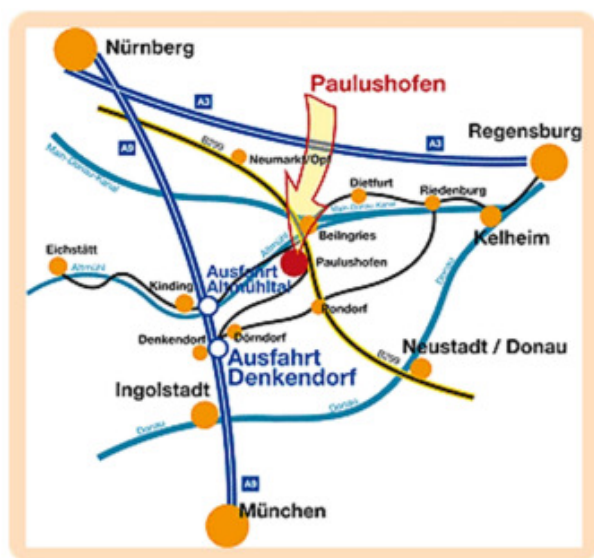 Nürnberg
Paulushofen
A3
A3
Regensburg
A9
B299
Neumarkt/Opf
Main-Donau-Kanal
Dietfurt
Riedenburg
Main-Donau-Kanal
Beilngries
Kelheim
Altmühl
Eichstätt
Altmühl
Paulushofen
Ausfahrt
Altmühltal
Kinding
Donau
Pondorf
Denkendorf
Dörndorf
Ausfahrt
Denkendorf
Neustadt / Donau
B299
Ingolstadt
Donau
Donau
A9
München